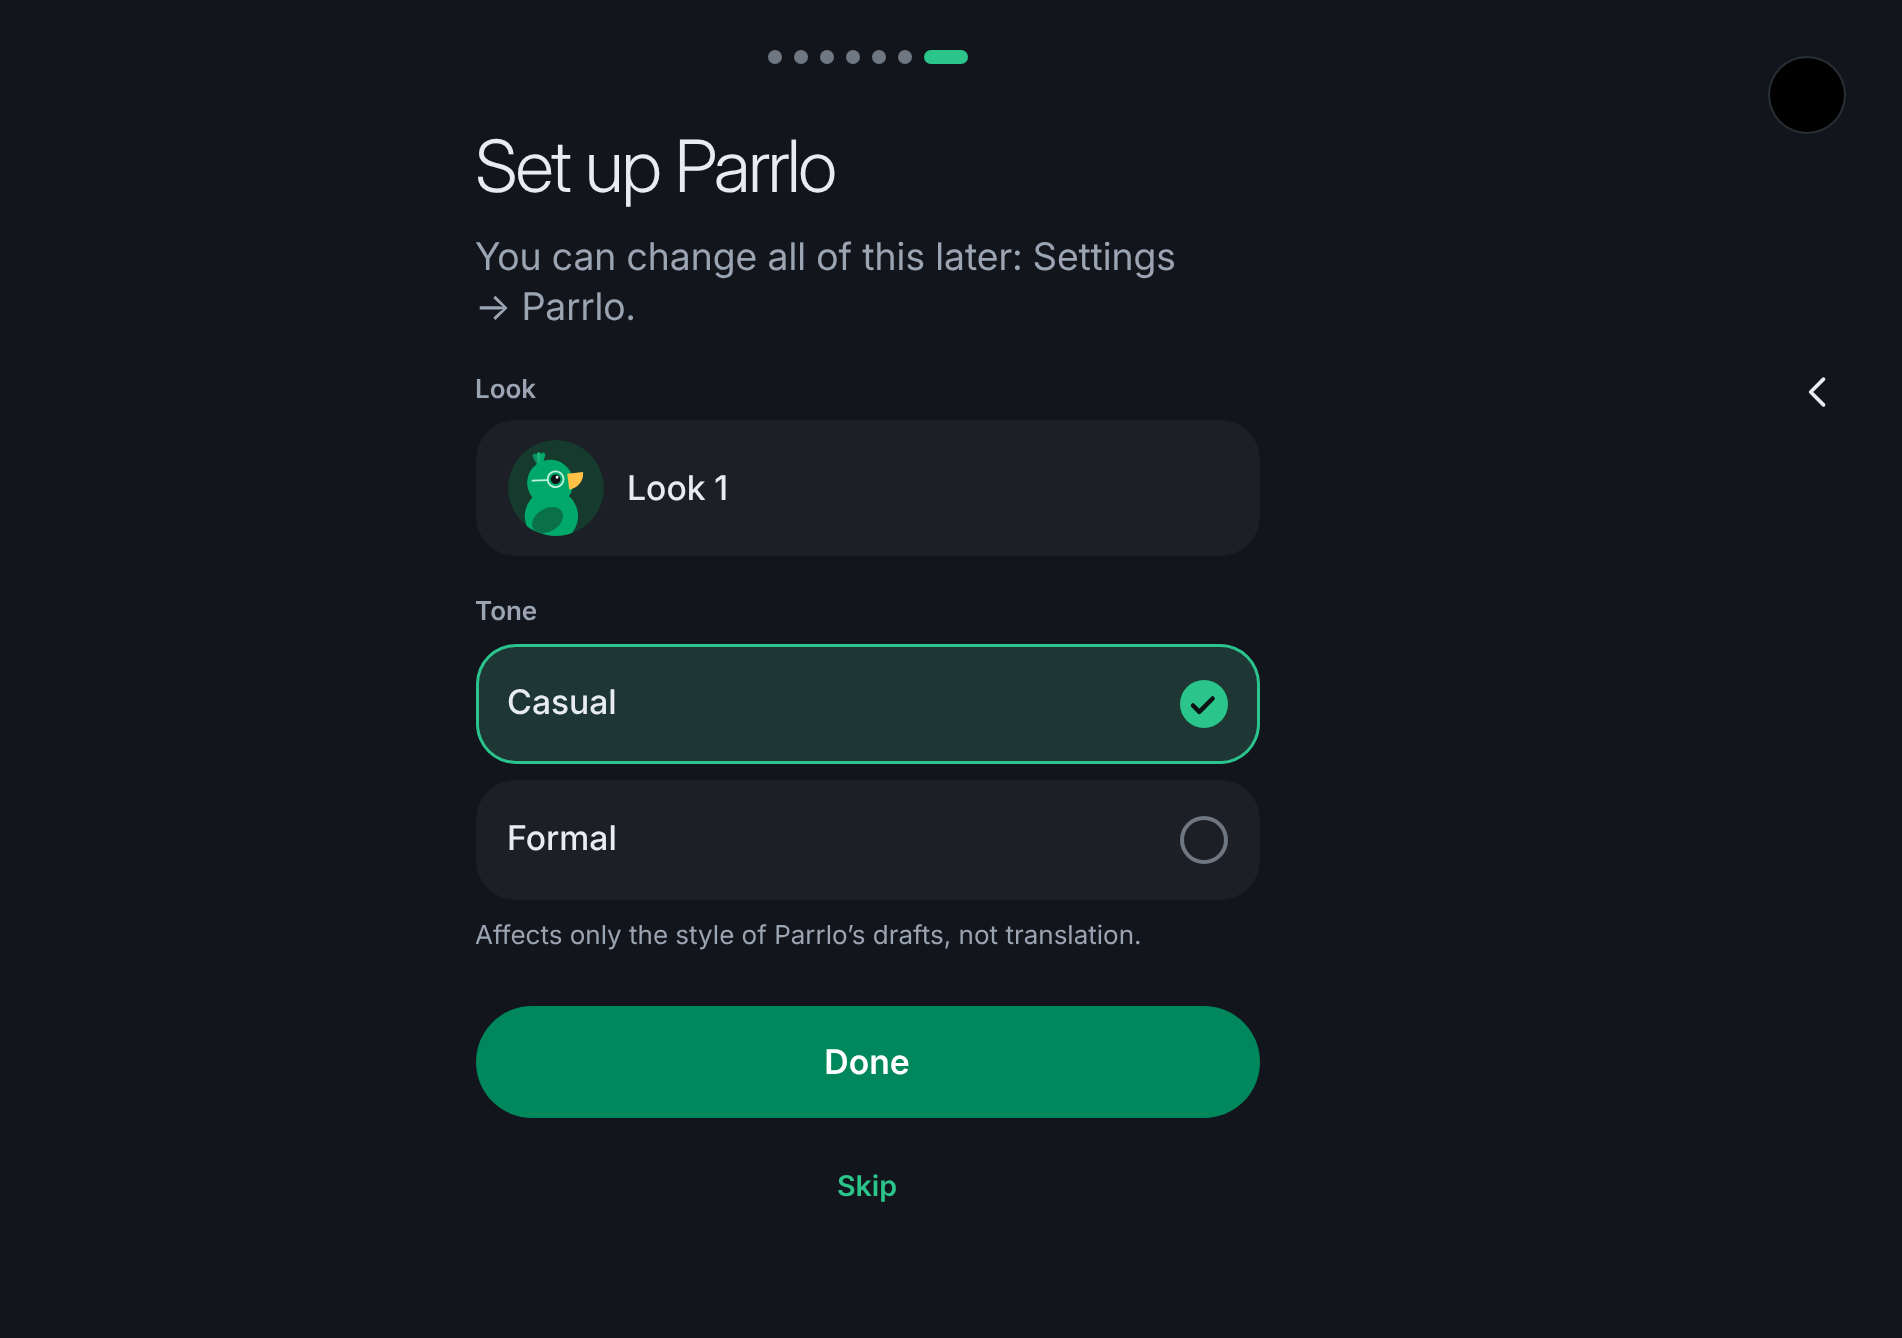 Set up Parrlo
You can change all of this later: Settings
→ Parrlo.
Look
Look 1
Tone
Casual
Formal
Affects only the style of Parrlo’s drafts, not translation.
Done
Skip